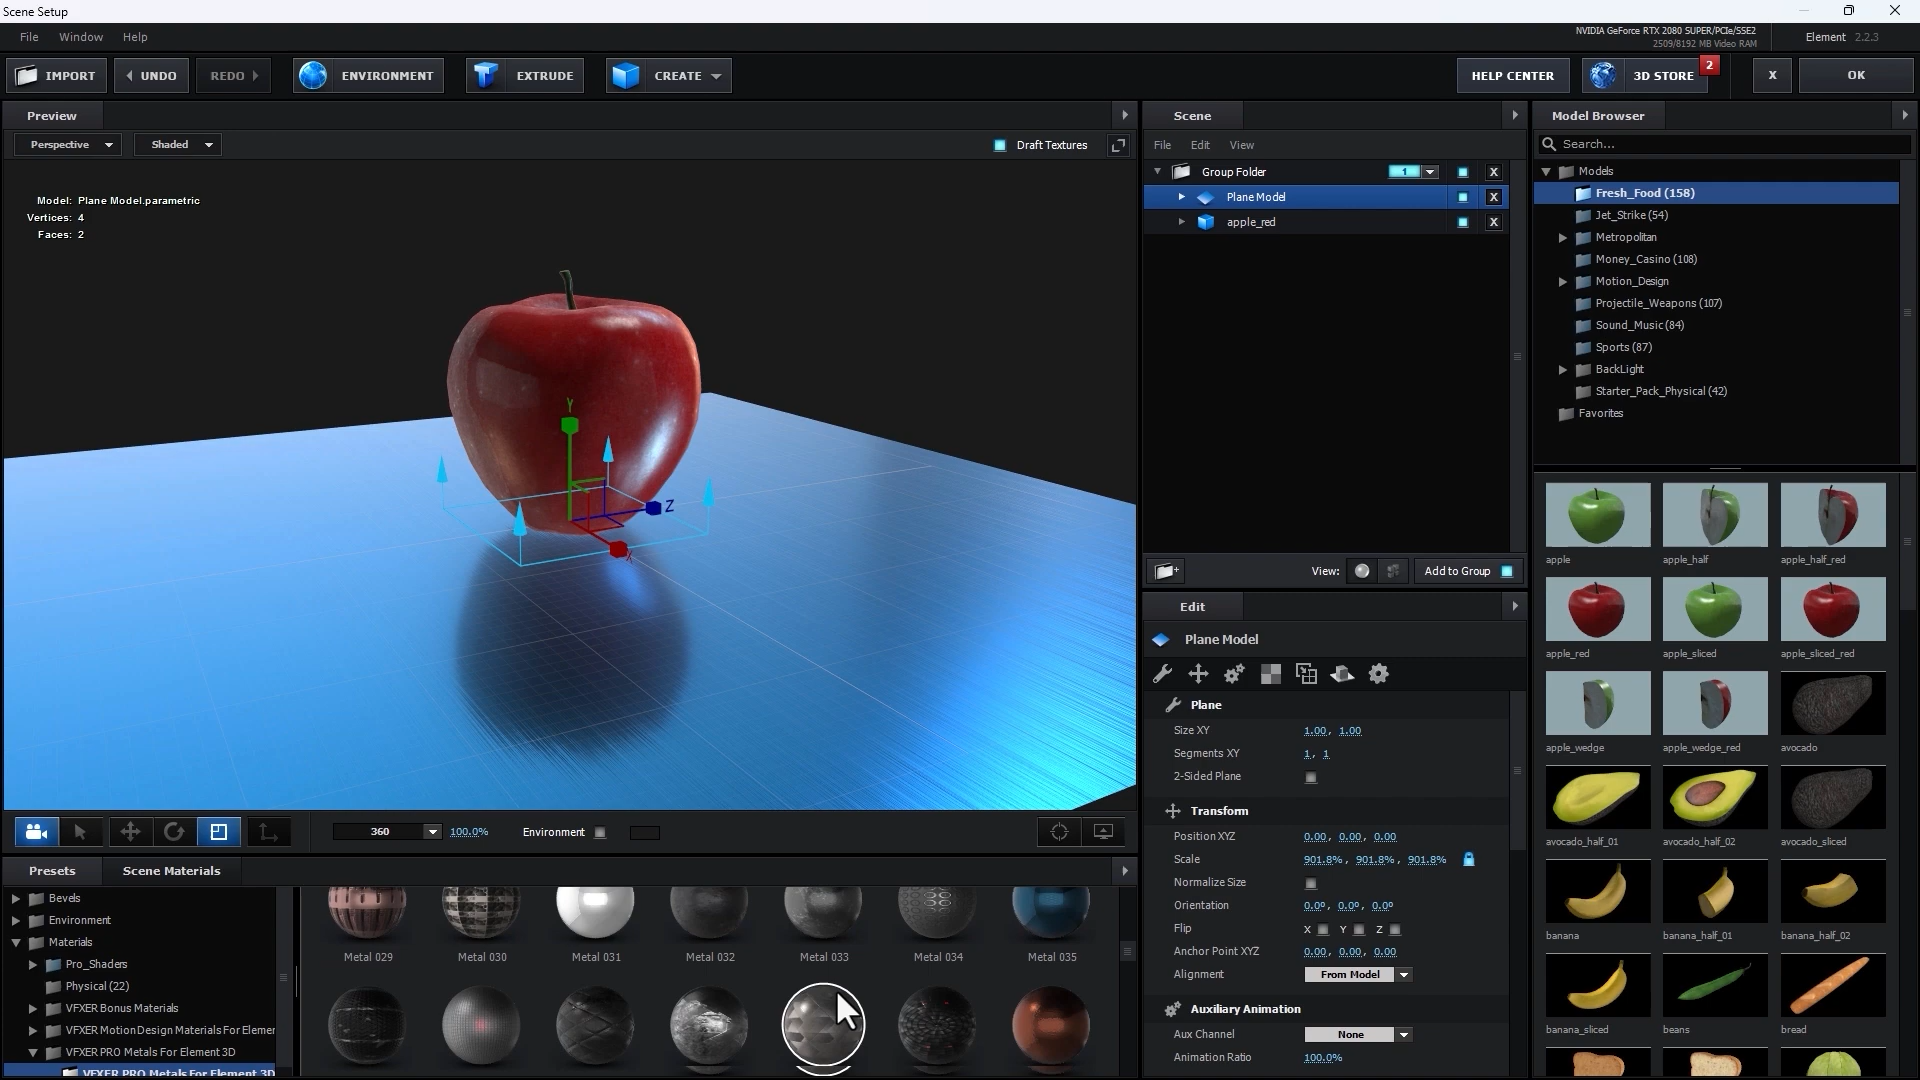 Scene Setup
File Window Help
NVIDIA GeForce RTX 2080 SUPER/PCIe/SSE2
2509/8192 MB Video RAM
Element 2.2.3
IMPORT UNDO REDO ENVIRONMENT EXTRUDE CREATE HELP CENTER 3D STORE 2 X OK
Preview
Perspective Shaded Draft Textures
Model: Plane Model.parametric
Vertices: 4
Faces: 2
Y
Z
X
360 100.0% Environment
Scene
File Edit View
Group Folder 1 X
Plane Model X
apple_red X
View: Add to Group
Edit
Plane Model
Plane
Size XY 1.00, 1.00
Segments XY 1, 1
2-Sided Plane
Transform
Position XYZ 0.00, 0.00, 0.00
Scale 901.8%, 901.8%, 901.8%
Normalize Size
Orientation 0.0º, 0.0º, 0.0º
Flip X Y Z
Anchor Point XYZ 0.00, 0.00, 0.00
Alignment From Model
Auxiliary Animation
Aux Channel None
Animation Ratio 100.0%
Model Browser
Search...
Models
Fresh_Food (158)
Jet_Strike (54)
Metropolitan
Money_Casino (108)
Motion_Design
Projectile_Weapons (107)
Sound_Music (84)
Sports (87)
BackLight
Starter_Pack_Physical (42)
Favorites
apple apple_half apple_half_red
apple_red apple_sliced apple_sliced_red
apple_wedge apple_wedge_red avocado
avocado_half_01 avocado_half_02 avocado_sliced
banana banana_half_01 banana_half_02
banana_sliced beans bread
Presets Scene Materials
Bevels
Environment
Materials
Pro_Shaders
Physical (22)
VFXER Bonus Materials
VFXER MotionDesign Materials For Elemen
VFXER PRO Metals For Element 3D
VFXER PRO Metals For Element 3D
Metal 029 Metal 030 Metal 031 Metal 032 Metal 033 Metal 034 Metal 035